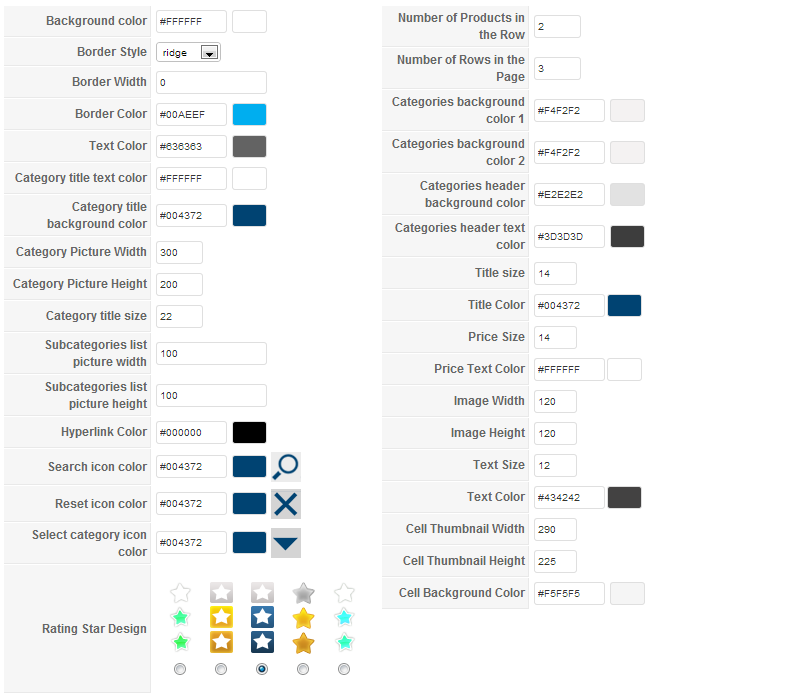 Background color #FFFFFF
Border Style ridge
Border Width 0
Border Color #00AEEF
Text Color #636363
Category title text color #FFFFFF
Category title
background color #004372
Category Picture Width 300
Category Picture Height 200
Category title size 22
Subcategories list
picture width 100
Subcategories list
picture height 100
Hyperlink Color #000000
Search icon color #004372
Reset icon color #004372
Select category icon
color #004372
Rating Star Design
Number of Products in
the Row 2
Number of Rows in the
Page 3
Categories background
color 1 #F4F2F2
Categories background
color 2 #F4F2F2
Categories header
background color #E2E2E2
Categories header text
color #3D3D3D
Title size 14
Title Color #004372
Price Size 14
Price Text Color #FFFFFF
Image Width 120
Image Height 120
Text Size 12
Text Color #434242
Cell Thumbnail Width 290
Cell Thumbnail Height 225
Cell Background Color #F5F5F5